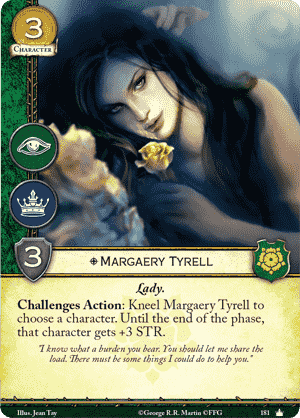 3
CHARACTER
3
MARGAERY TYRELL
Lady.
Challenges Action: Kneel Margaery Tyrell to
choose a character. Until the end of the phase,
that character gets +3 STR.
"I know what a burden you bear. You should let me share the
load. There must be some things I could do to help you."
Illus. Jean Tay
©George R.R. Martin ©FFG
181